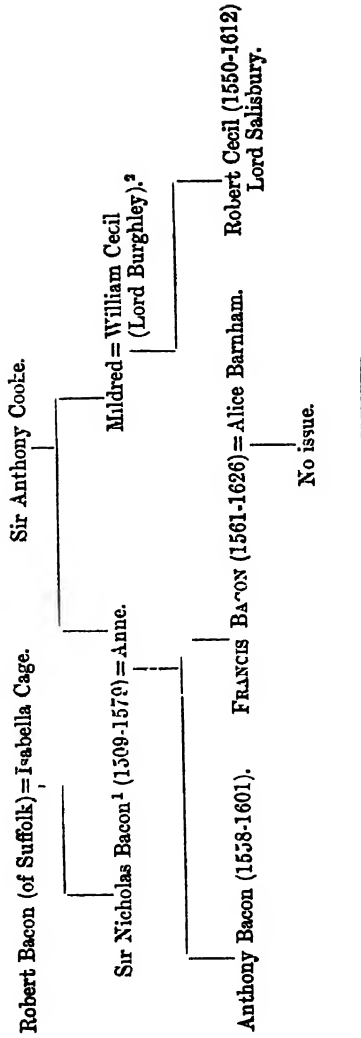 Robert Bacon (of Suffolk) = Isabella Cage.
Sir Anthony Cooke.
Sir Nicholas Bacon¹ (1509-1579) = Anne.
Mildred = William Cecil
(Lord Burghley).²
Anthony Bacon (1558-1601).
FRANCIS BACON (1561-1626) = Alice Barnham.
Robert Cecil (1550-1612)
Lord Salisbury.
No issue.